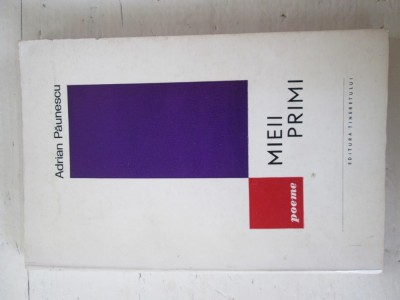 Adrian Păunescu
MIEII
PRIMI
poeme
EDITURA TINERETULUI